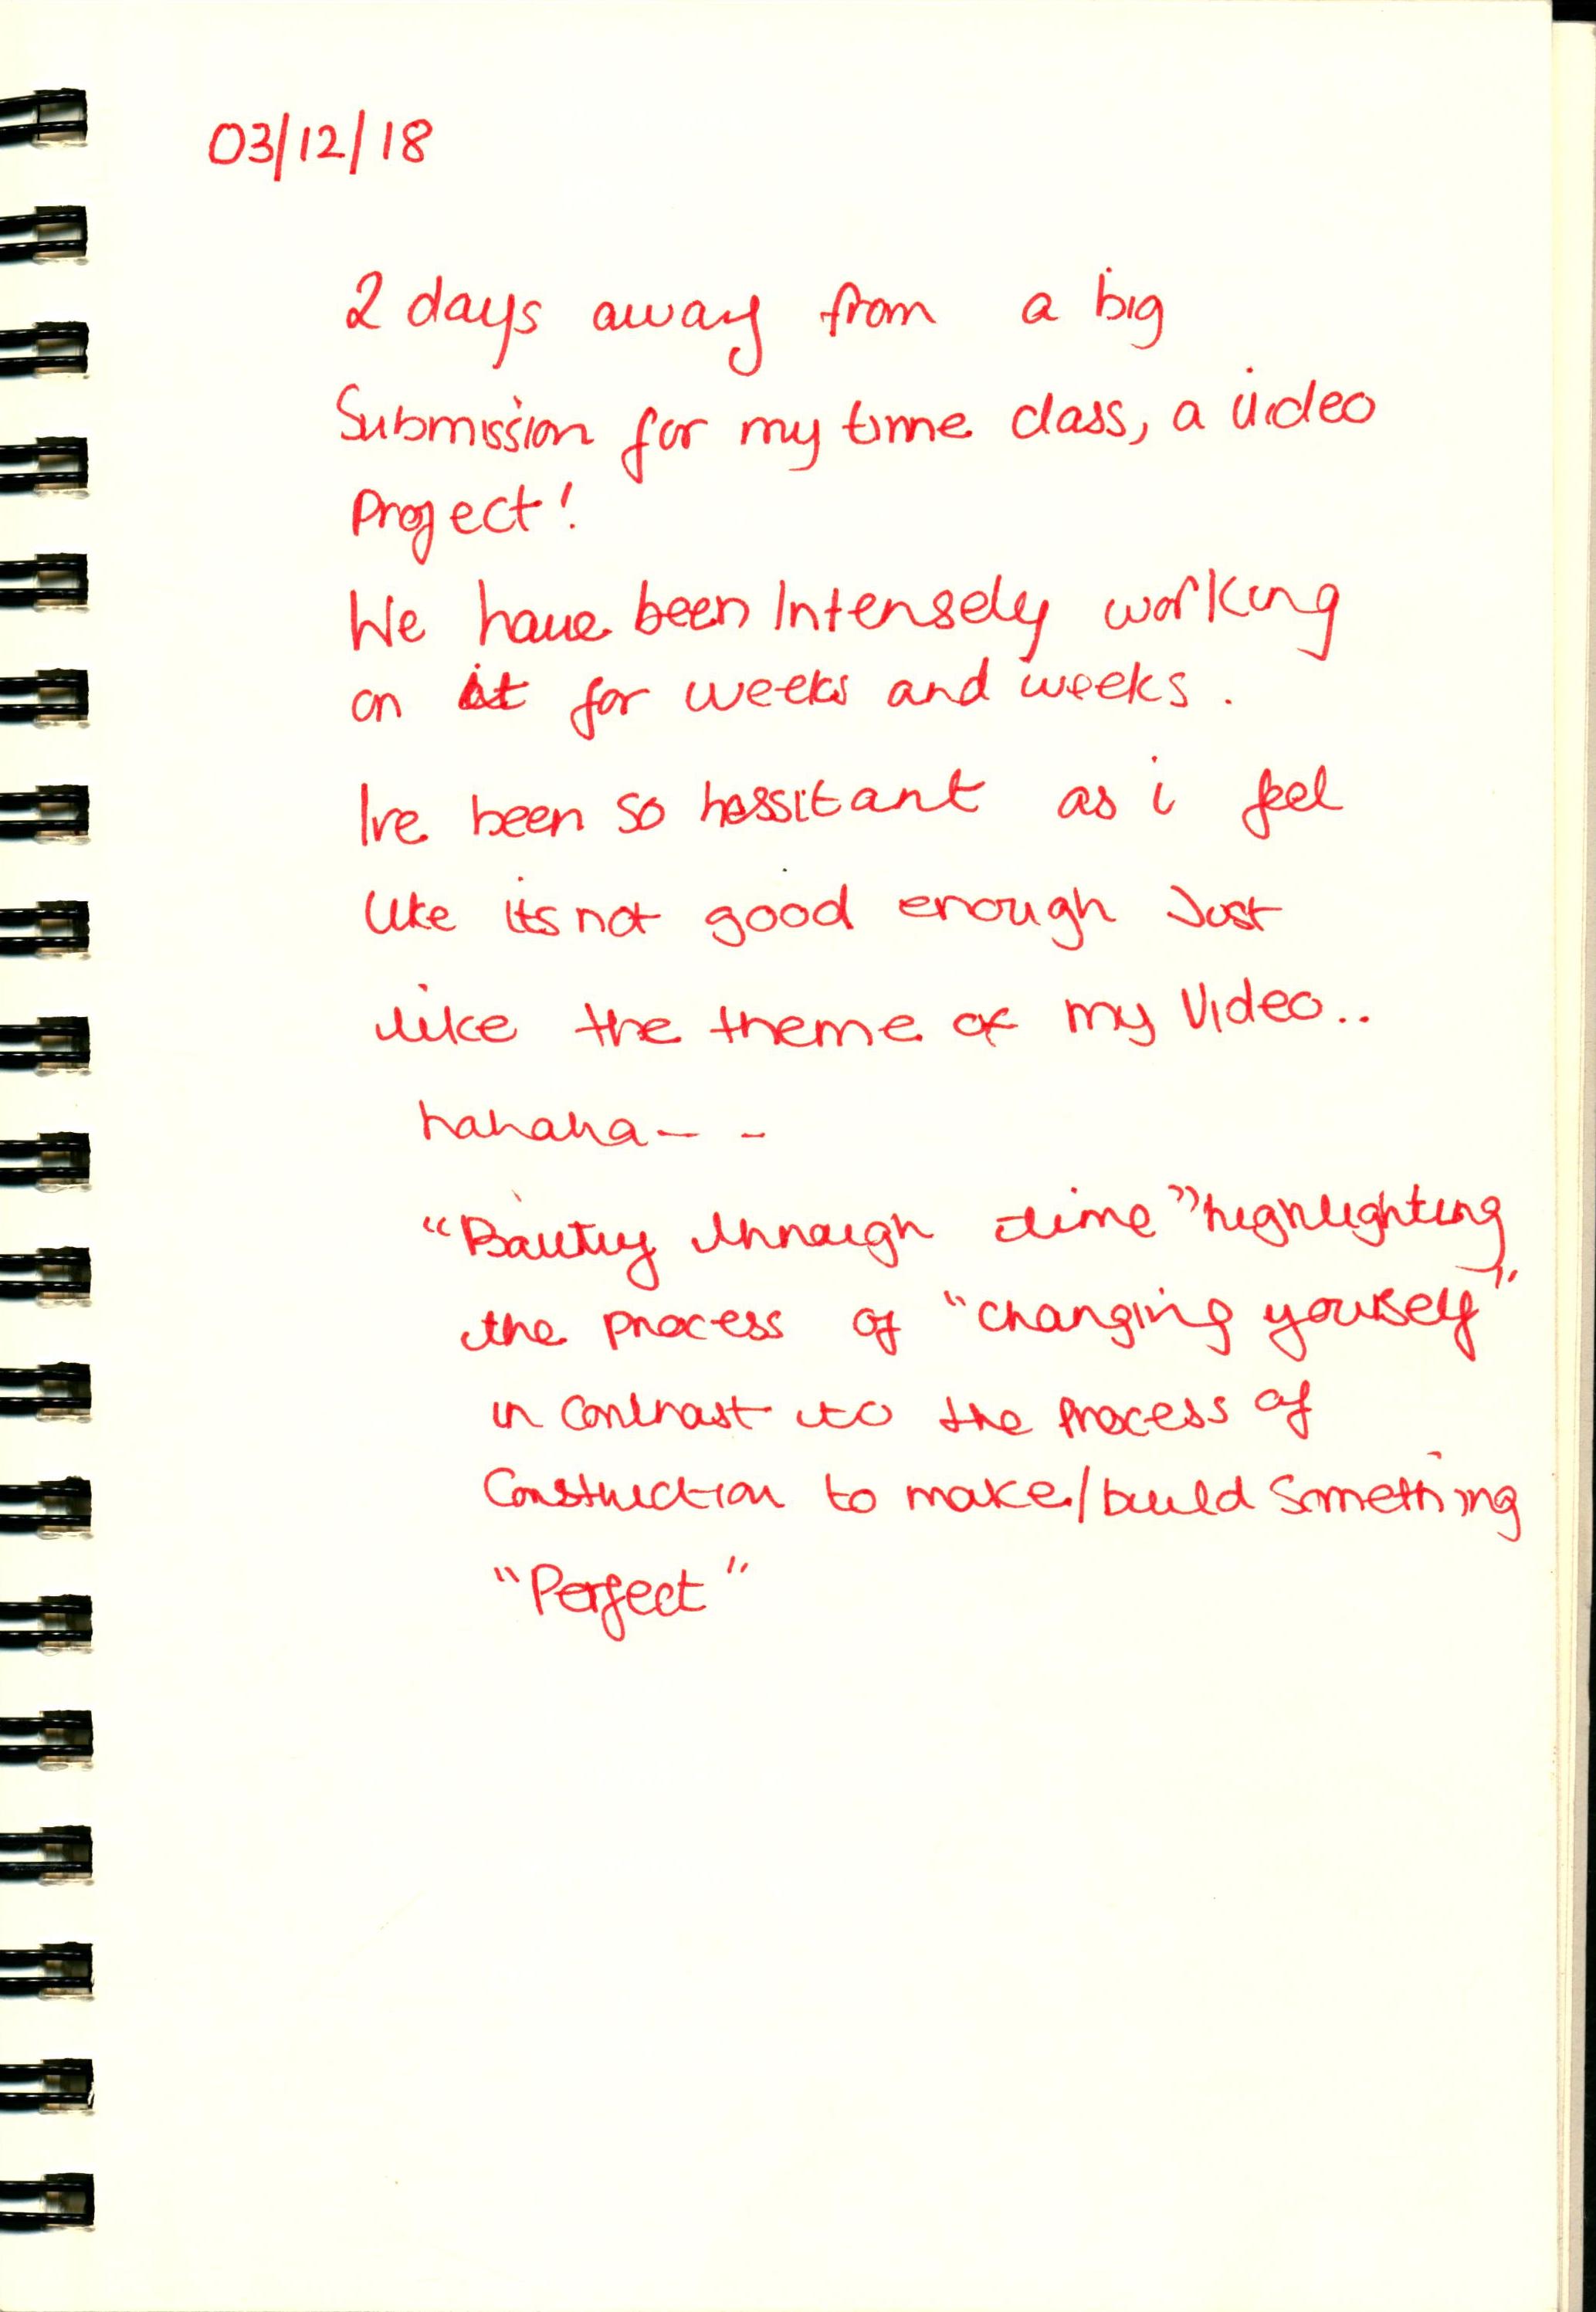 03/12/18
2 days away from a big
Submission for my time class, a video
Project!
We have been Intensely working
on it for weeks and weeks.
Ive been so hessitant as i feel
like its not good enough Just
like the theme of my Video..
hahaha - -
"Bautiy through time" highlighting
the process of "changing yourself"
in contrast to the process of
Construction to make/build something
"Perfect"